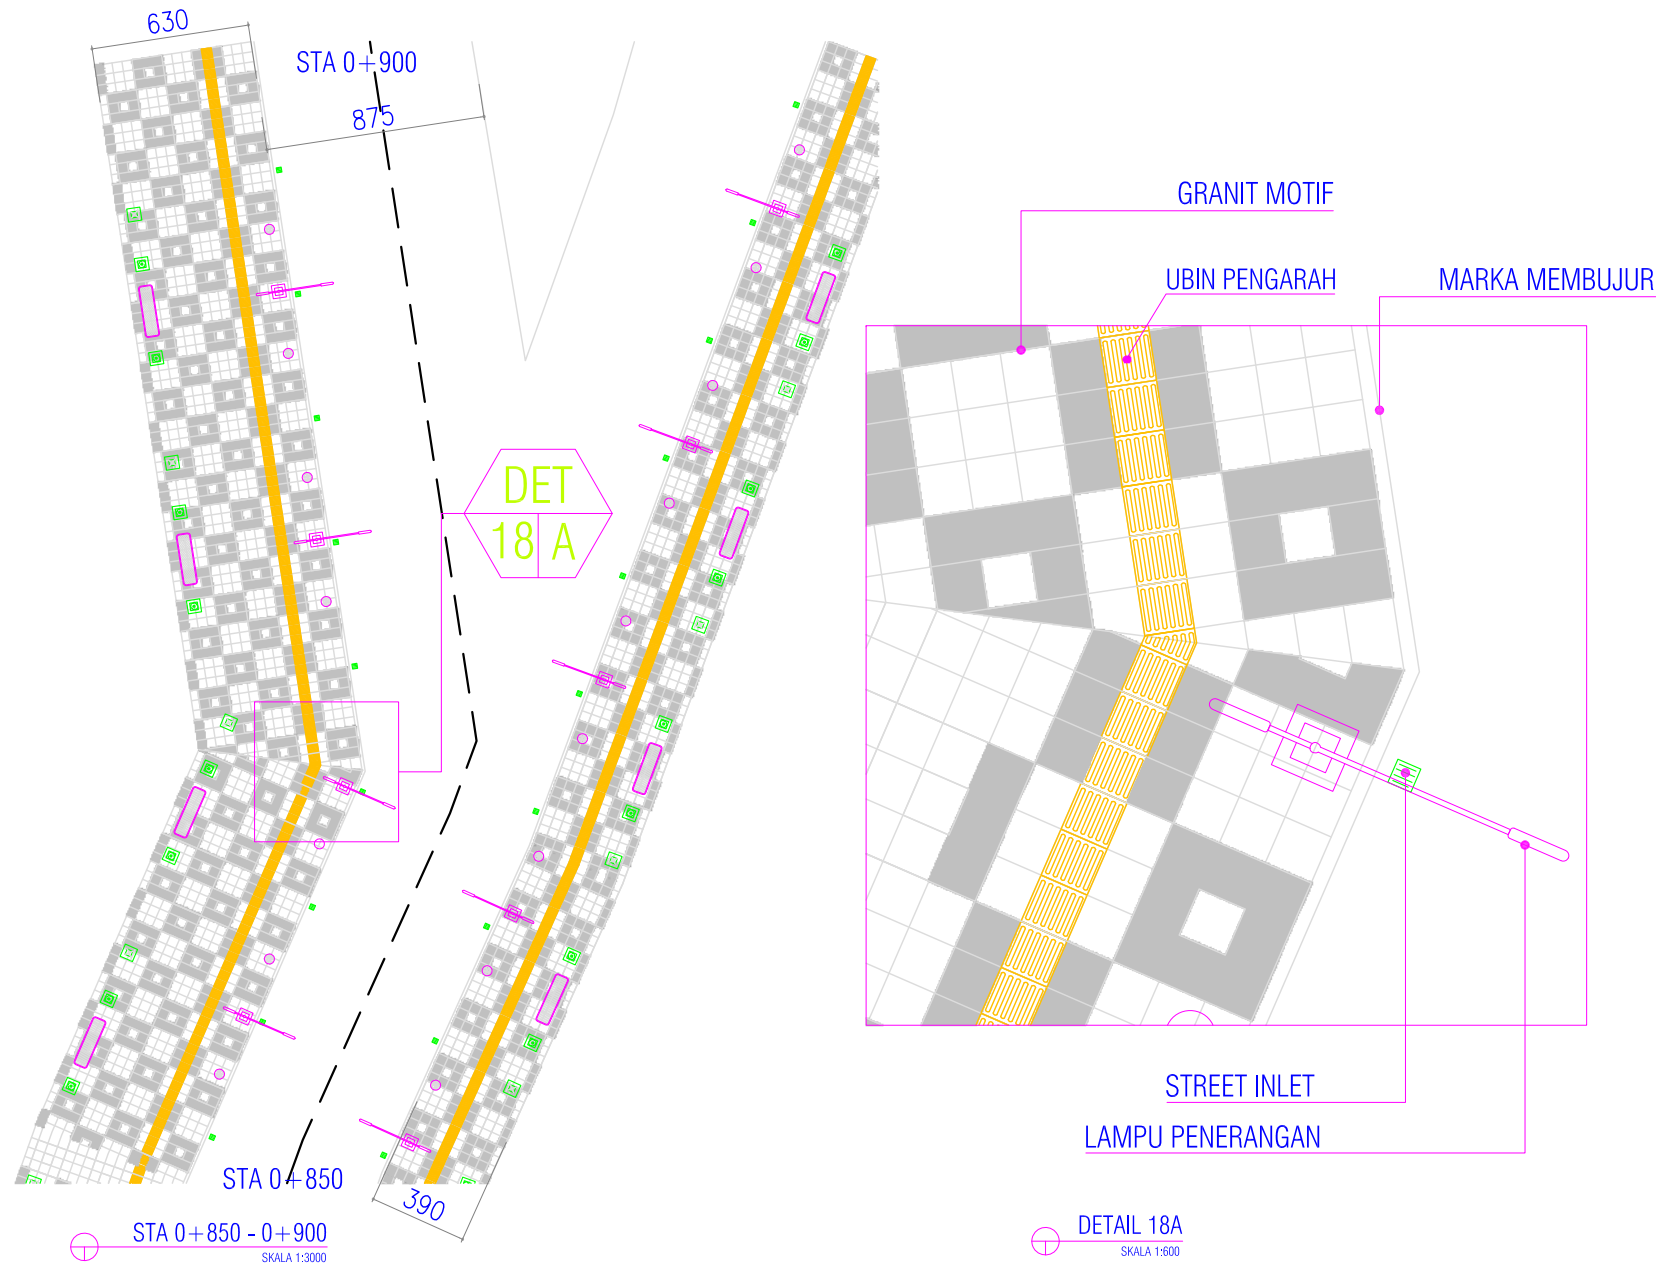 630
STA 0+900
875
DET
18 A
390
STA 0+850
STA 0+850 - 0+900
SKALA 1:3000
GRANIT MOTIF
UBIN PENGARAH
MARKA MEMBUJUR
STREET INLET
LAMPU PENERANGAN
DETAIL 18A
SKALA 1:600